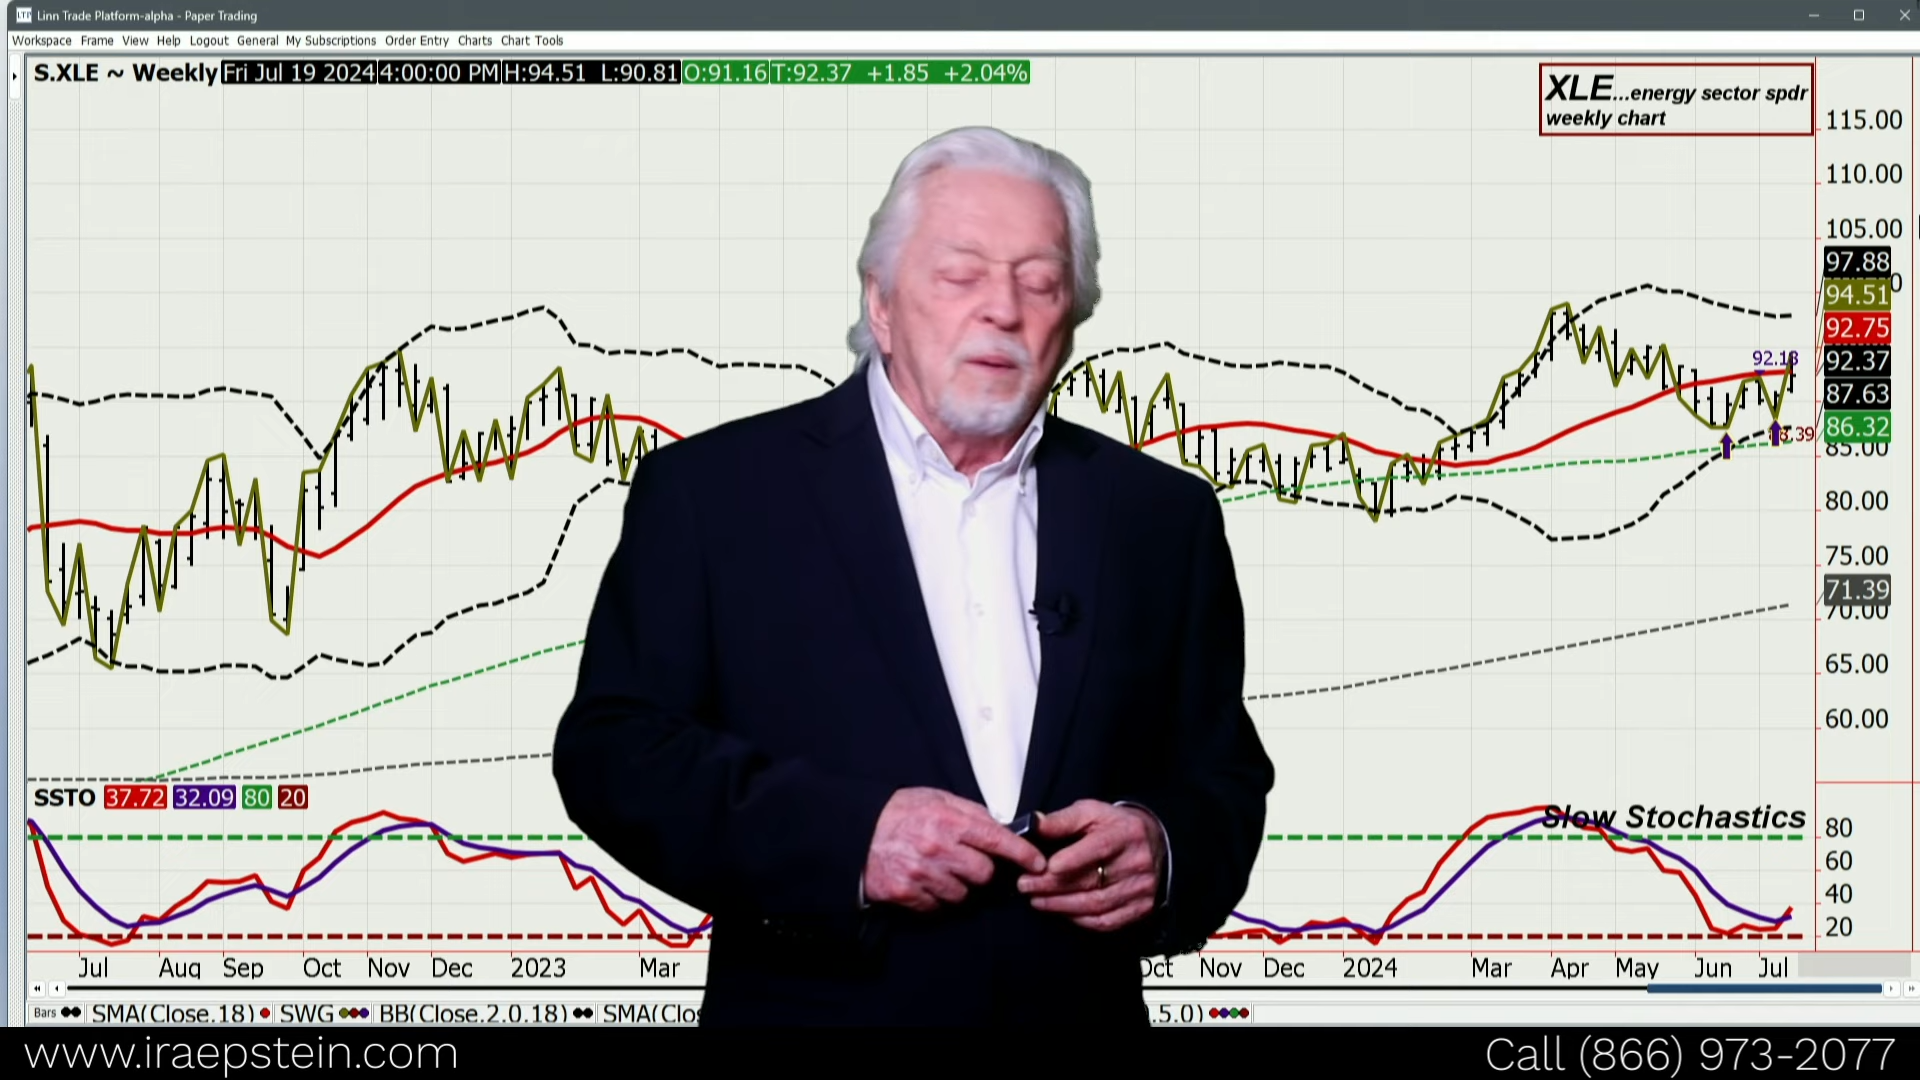 Linn Trade Platform-alpha - Paper Trading
Workspace Frame View Help Logout General My Subscriptions Order Entry Charts Chart Tools
S.XLE ~ Weekly Fri Jul 19 2024 4:00:00 PM H:94.51 L:90.81 O:91.16 T:92.37 +1.85 +2.04%
XLE...energy sector spdr
weekly chart
115.00
110.00
105.00
97.88
94.51
92.75
92.18
92.37
87.63
86.32
85.00
80.00
75.00
71.39
70.00
65.00
60.00
SSTO 37.72 32.09 80 20
Slow Stochastics
80
60
40
20
Jul Aug Sep Oct Nov Dec 2023 Mar Oct Nov Dec 2024 Mar Apr May Jun Jul
Bars SMA(Close,18) SWG BB(Close,2.0,18) SMA(Clos .5.0)
www.iraepstein.com
Call (866) 973-2077